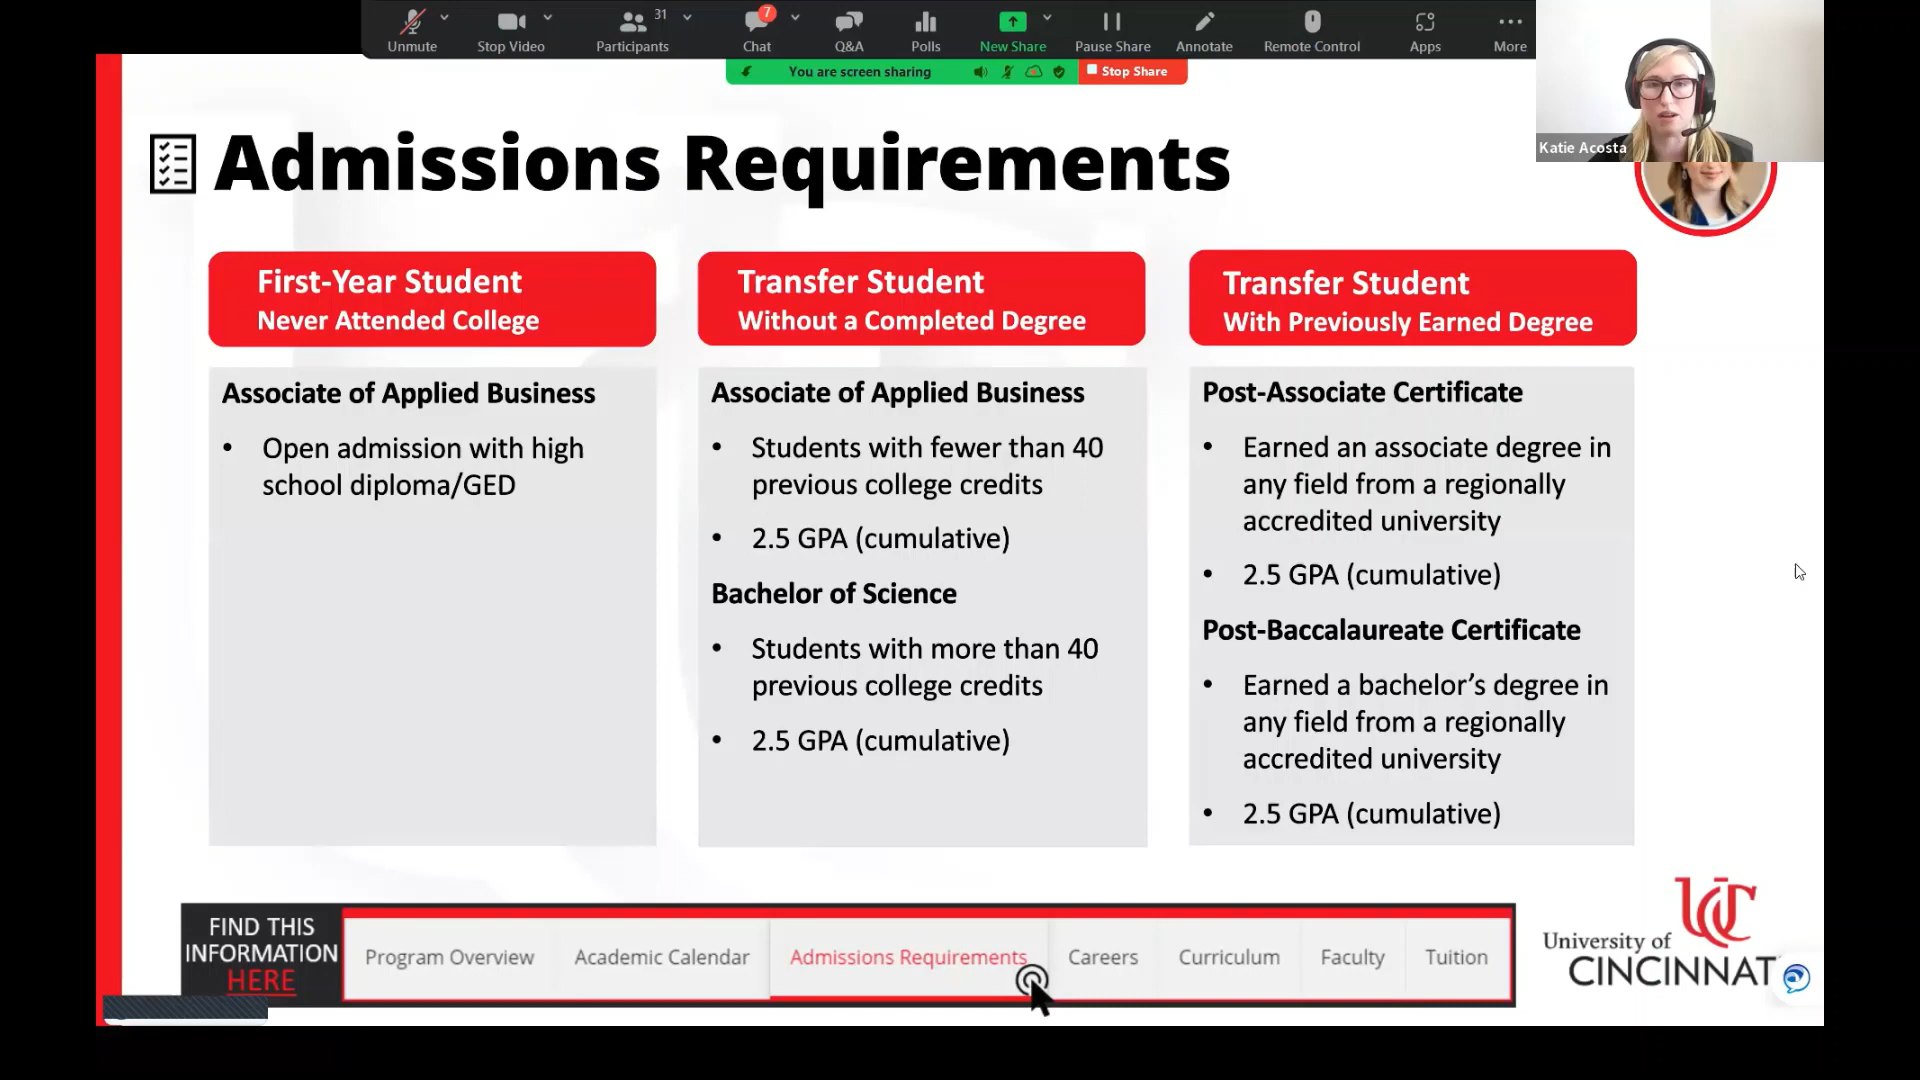 31
7
Unmute
Stop Video
Participants
Chat
Q&A
Polls
New Share
Pause Share
Annotate
Remote Control
Apps
More
You are screen sharing
Stop Share
Katie Acosta
Admissions Requirements
First-Year Student
Never Attended College
Associate of Applied Business
• Open admission with high
school diploma/GED
Transfer Student
Without a Completed Degree
Associate of Applied Business
• Students with fewer than 40
previous college credits
• 2.5 GPA (cumulative)
Bachelor of Science
• Students with more than 40
previous college credits
• 2.5 GPA (cumulative)
Transfer Student
With Previously Earned Degree
Post-Associate Certificate
• Earned an associate degree in
any field from a regionally
accredited university
• 2.5 GPA (cumulative)
Post-Baccalaureate Certificate
• Earned a bachelor’s degree in
any field from a regionally
accredited university
• 2.5 GPA (cumulative)
FIND THIS
INFORMATION
HERE
Program Overview
Academic Calendar
Admissions Requirements
Careers
Curriculum
Faculty
Tuition
UC
University of
CINCINNAT